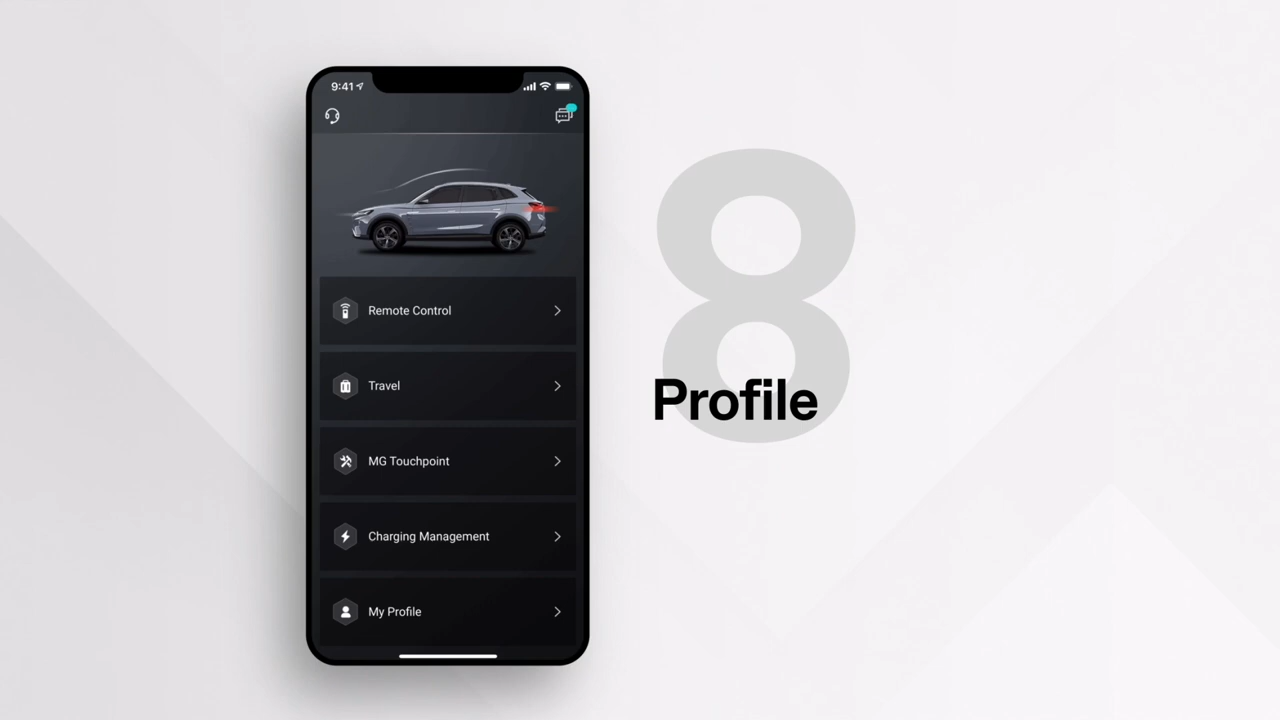 9:41
Remote Control
Travel
MG Touchpoint
Charging Management
My Profile
8
Profile